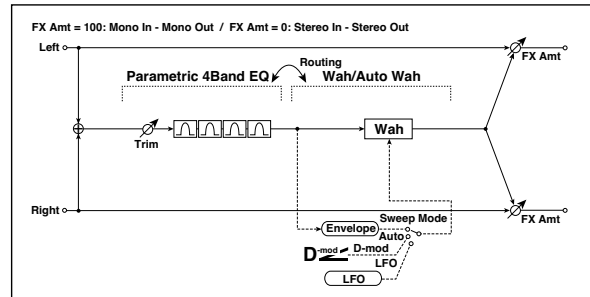 FX Amt = 100: Mono In - Mono Out / FX Amt = 0: Stereo In - Stereo Out
Left
FX Amt
Routing
Parametric 4Band EQ
Wah/Auto Wah
Trim
Wah
Right
FX Amt
Sweep Mode
Envelope
Auto
D-mod
D-mod
LFO
LFO